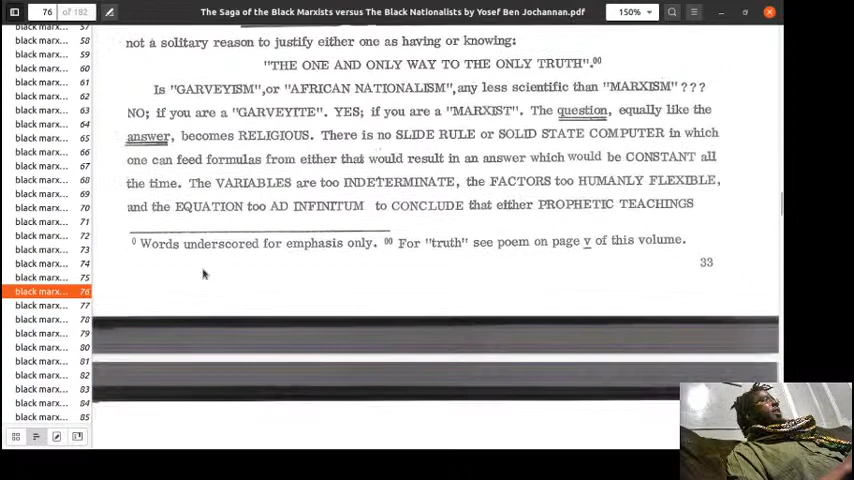 76 of 182
The Saga of the Black Marxists versus The Black Nationalists by Yosef Ben Jochannan.pdf
150%
black marx... 57
black marx... 58
black marx... 59
black marx... 60
black marx... 61
black marx... 62
black marx... 63
black marx... 64
black marx... 65
black marx... 66
black marx... 67
black marx... 68
black marx... 69
black marx... 70
black marx... 71
black marx... 72
black marx... 73
black marx... 74
black marx... 75
black marx... 76
black marx... 77
black marx... 78
black marx... 79
black marx... 80
black marx... 81
black marx... 82
black marx... 83
black marx... 84
black marx... 85
not a solitary reason to justify either one as having or knowing:
"THE ONE AND ONLY WAY TO THE ONLY TRUTH".00
Is "GARVEYISM",or "AFRICAN NATIONALISM",any less scientific than "MARXISM"???
NO; if you are a "GARVEYITE". YES; if you are a "MARXIST". The question, equally like the
answer, becomes RELIGIOUS. There is no SLIDE RULE or SOLID STATE COMPUTER in which
one can feed formulas from either that would result in an answer which would be CONSTANT all
the time. The VARIABLES are too INDETERMINATE, the FACTORS too HUMANLY FLEXIBLE,
and the EQUATION too AD INFINITUM to CONCLUDE that either PROPHETIC TEACHINGS
0 Words underscored for emphasis only. 00 For "truth" see poem on page v of this volume.
33